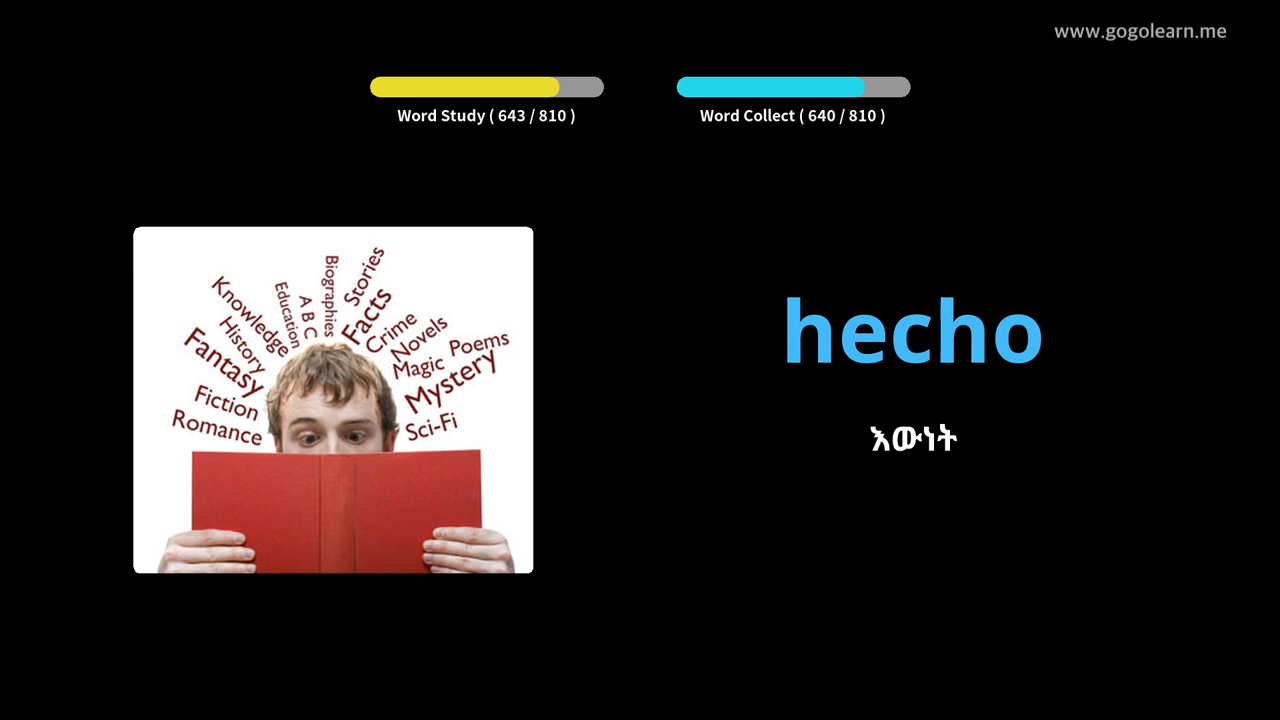 www.gogolearn.me
Word Study ( 643 / 810 )
Word Collect ( 640 / 810 )
Biographies
Stories
Education
A B C
Facts
Knowledge
Crime
History
Novels
Poems
Fantasy
Magic
Mystery
Fiction
Romance
Sci-Fi
hecho
እውነት